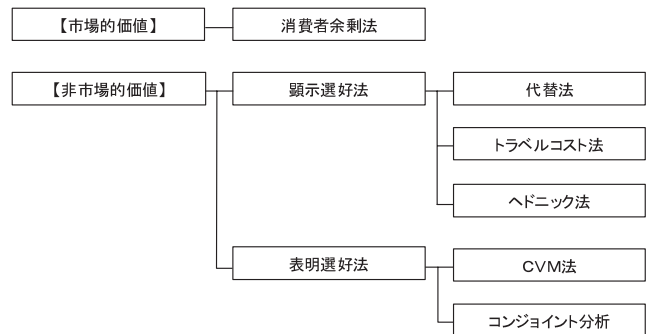 【市場的価値】
消費者余剰法
【非市場的価値】
顕示選好法
代替法
トラベルコスト法
ヘドニック法
表明選好法
CVM法
コンジョイント分析